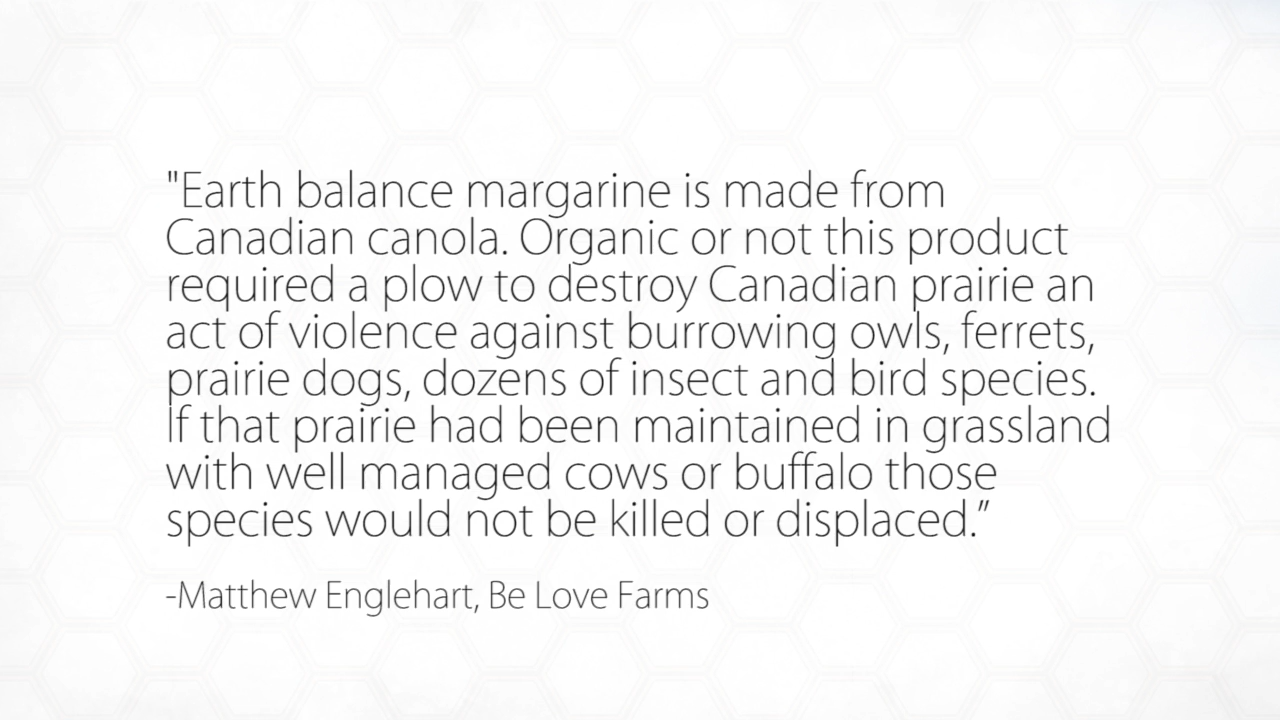 "Earth balance margarine is made from
Canadian canola. Organic or not this product
required a plow to destroy Canadian prairie an
act of violence against burrowing owls, ferrets,
prairie dogs, dozens of insect and bird species.
If that prairie had been maintained in grassland
with well managed cows or buffalo those
species would not be killed or displaced.”
-Matthew Englehart, Be Love Farms